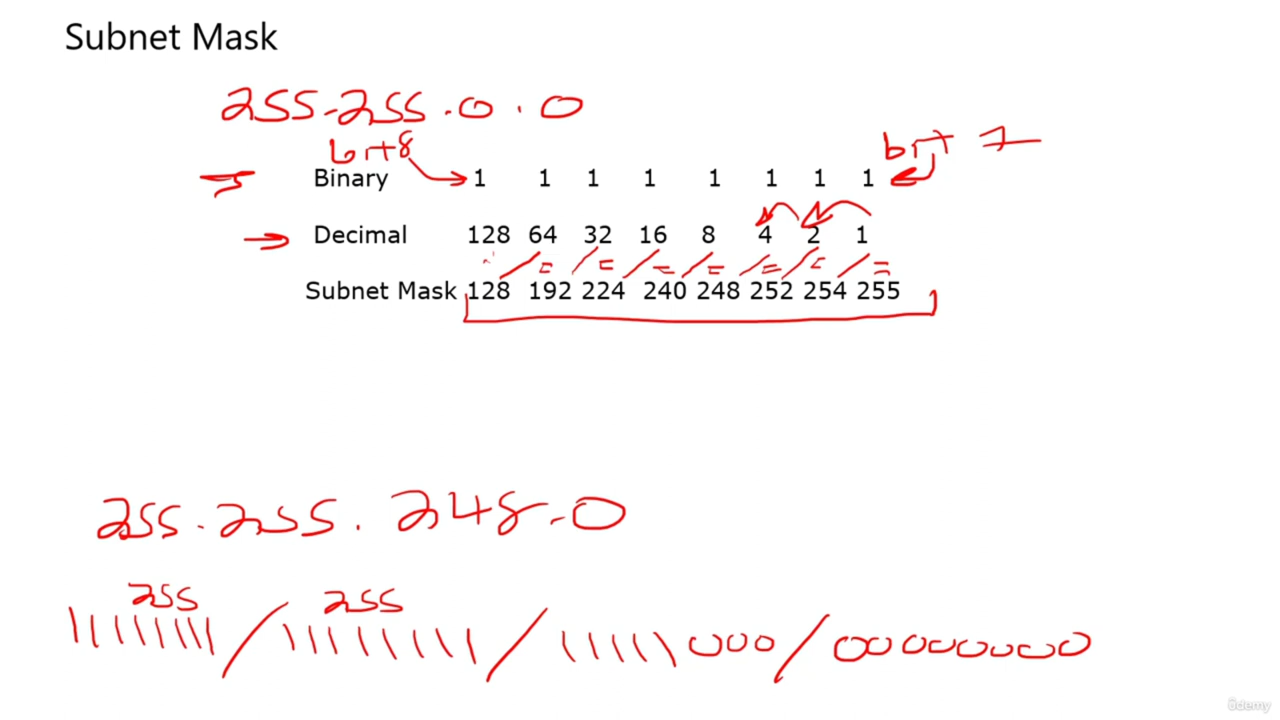 Subnet Mask
255.255.0.0
bit 8 bit 1
Binary 1 1 1 1 1 1 1 1
Decimal 128 64 32 16 8 4 2 1
/= /= /= /= /= /= /=
Subnet Mask 128 192 224 240 248 252 254 255
255.255.248.0
255 255
11111111/11111111/11111000/00000000
ûdemy